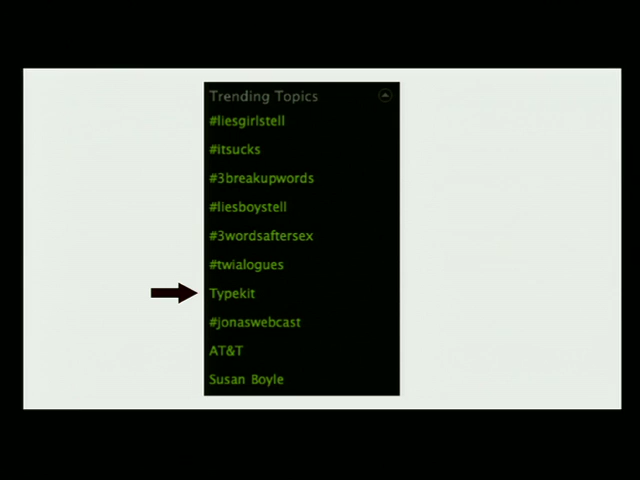 Trending Topics
#liesgirlstell
#itsucks
#3breakupwords
#liesboystell
#3wordsaftersex
#twialogues
Typekit
#jonaswebcast
AT&T
Susan Boyle